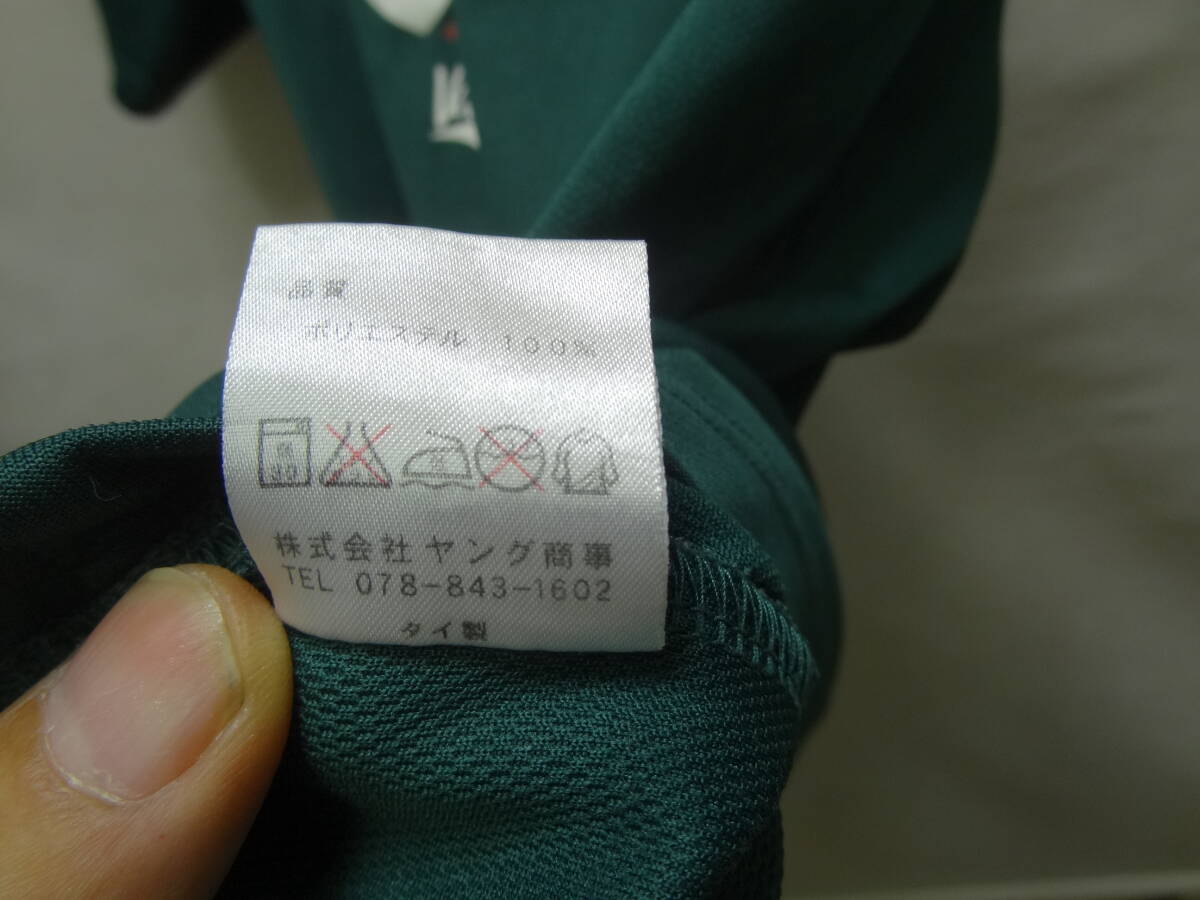 品質
ポリエステル 100%
株式会社 ヤング商事
TEL 078-843-1602
タイ製